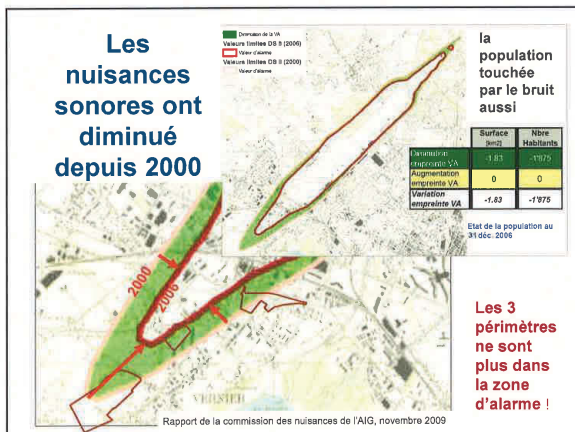 Les
nuisances
sonores ont
diminué
depuis 2000
Diminution de la VA
Valeurs limites DS II (2006)
Valeur d'alarme
Valeurs limites DS II (2000)
Valeur d'alarme
la
population
touchée
par le bruit
aussi
Surface
[km2]
Nbre
Habitants
Diminution
empreinte VA
-1.83
-1'875
Augmentation
empreinte VA
0
0
Variation
empreinte VA
-1.83
-1'875
Etat de la population au
31 déc. 2006
2000
2006
VERNIER
Les 3
périmètres
ne sont
plus dans
la zone
d'alarme !
Rapport de la commission des nuisances de l'AIG, novembre 2009